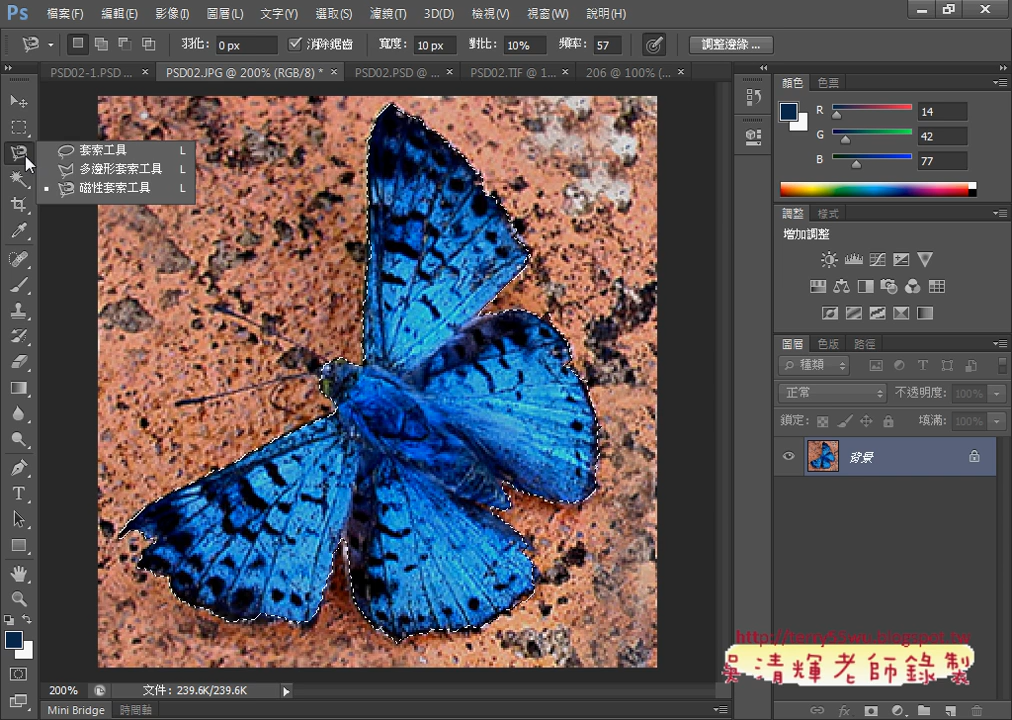 Ps 檔案(F) 編輯(E) 影像(I) 圖層(L) 文字(Y) 選取(S) 濾鏡(T) 3D(D) 檢視(V) 視窗(W) 說明(H)
羽化: 0 px 消除鋸齒 寬度: 10 px 對比: 10% 頻率: 57 調整邊緣 ...
PSD02-1.PSD ... × PSD02.JPG @ 200% (RGB/8) * × PSD02.PSD @ ... × PSD02.TIF @ 1... × 206 @ 100% (... ×
套索工具 L
多邊形套索工具 L
磁性套索工具 L
顏色 色票
R 14
G 42
B 77
調整 樣式
增加調整
圖層 色版 路徑
種類
正常 不透明度: 100%
鎖定: 填滿: 100%
背景
吳清輝老師錄製
200% 文件: 239.6K/239.6K
Mini Bridge 時間軸